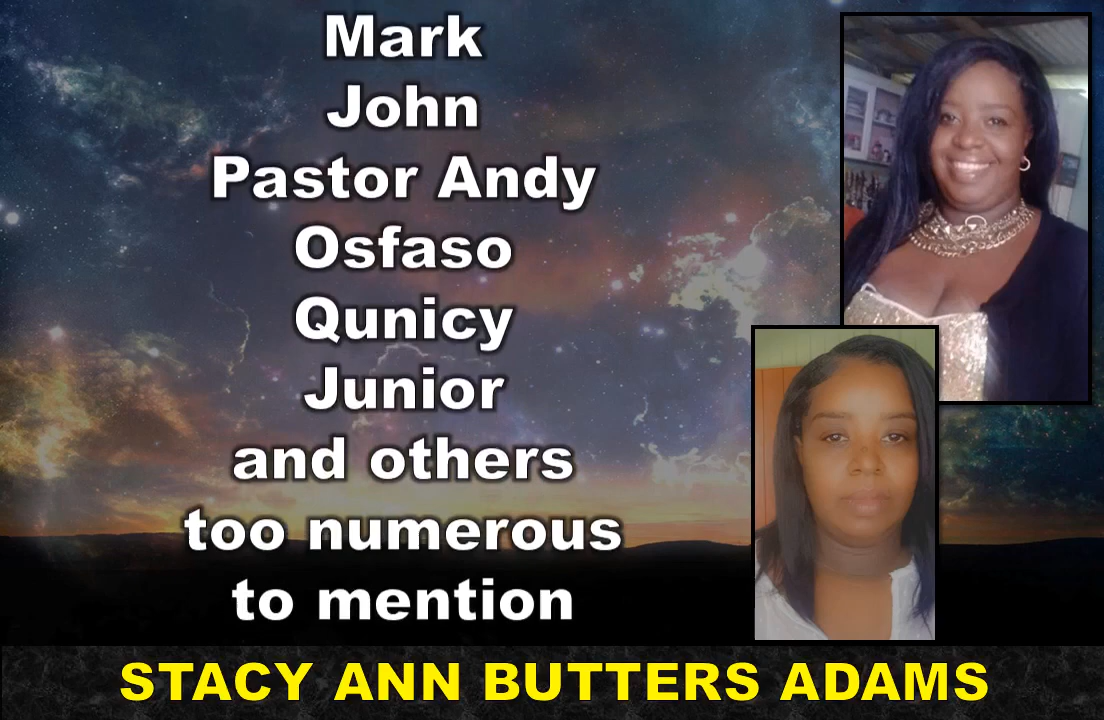 Mark
John
Pastor Andy
Osfaso
Qunicy
Junior
and others
too numerous
to mention
STACY ANN BUTTERS ADAMS